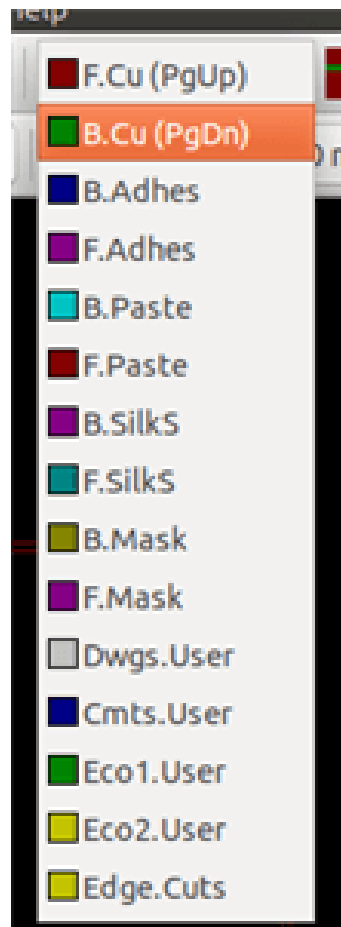 Help
F.Cu (PgUp)
B.Cu (PgDn)
B.Adhes
F.Adhes
B.Paste
F.Paste
B.SilkS
F.SilkS
B.Mask
F.Mask
Dwgs.User
Cmts.User
Eco1.User
Eco2.User
Edge.Cuts